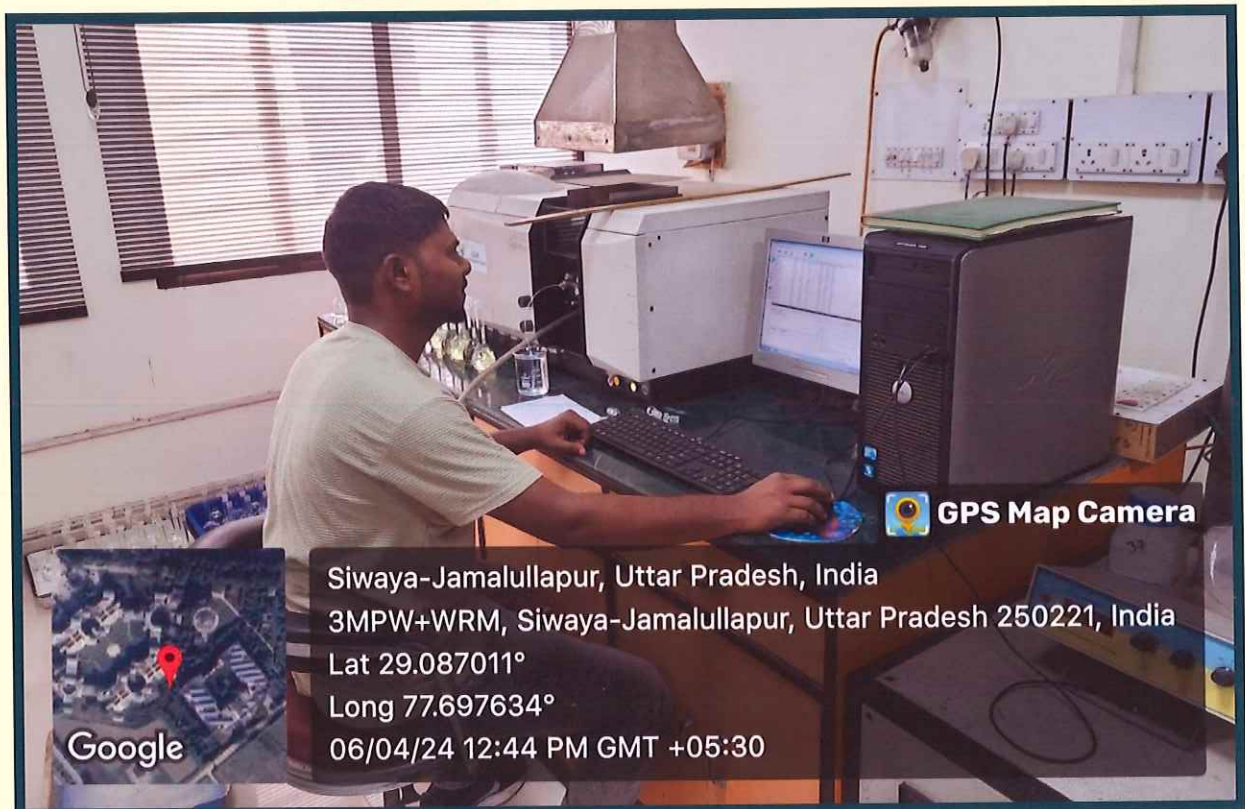 GPS Map Camera
Siwaya-Jamalullapur, Uttar Pradesh, India
3MPW+WRM, Siwaya-Jamalullapur, Uttar Pradesh 250221, India
Lat 29.087011°
Long 77.697634°
06/04/24 12:44 PM GMT +05:30
Google
37